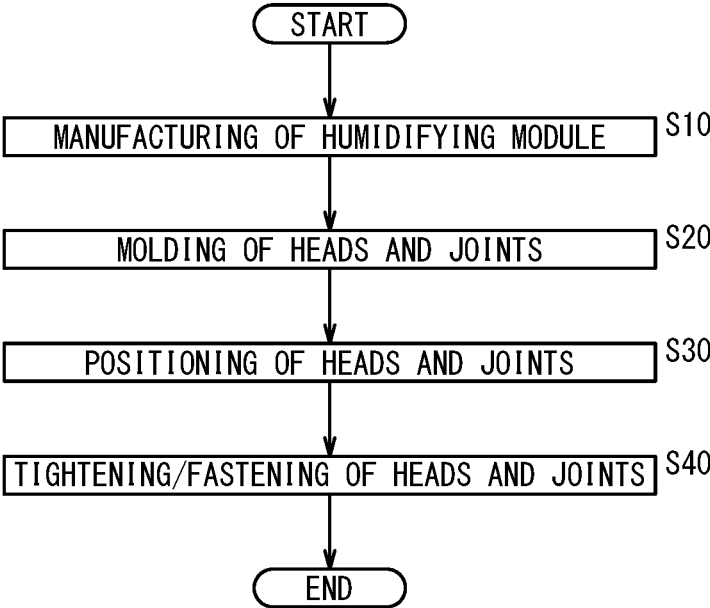 START
MANUFACTURING OF HUMIDIFYING MODULE S10
MOLDING OF HEADS AND JOINTS S20
POSITIONING OF HEADS AND JOINTS S30
TIGHTENING/FASTENING OF HEADS AND JOINTS S40
END